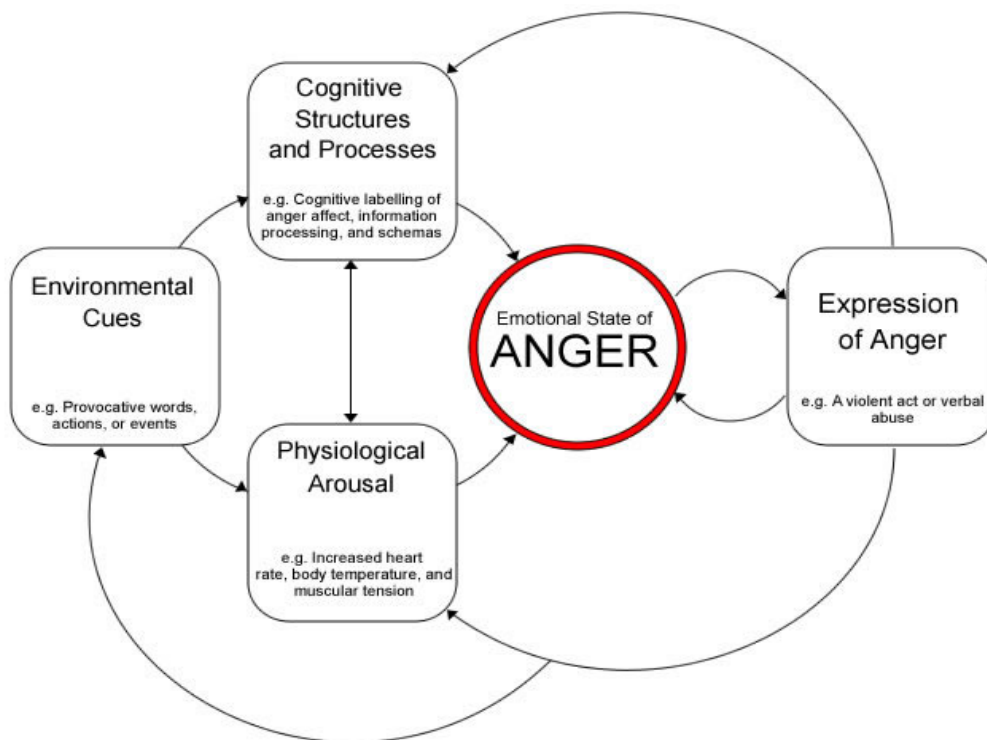 Cognitive
Structures
and Processes
e.g. Cognitive labelling of
anger affect, information
processing, and schemas
Environmental
Cues
e.g. Provocative words,
actions, or events
Emotional State of
ANGER
Expression
of Anger
e.g. A violent act or verbal
abuse
Physiological
Arousal
e.g. Increased heart
rate, body temperature, and
muscular tension